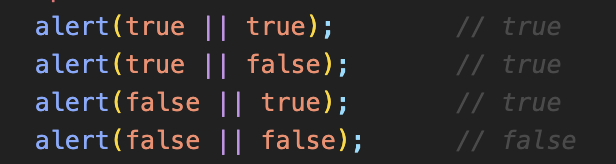 alert(true || true);        // true
alert(true || false);       // true
alert(false || true);       // true
alert(false || false);      // false